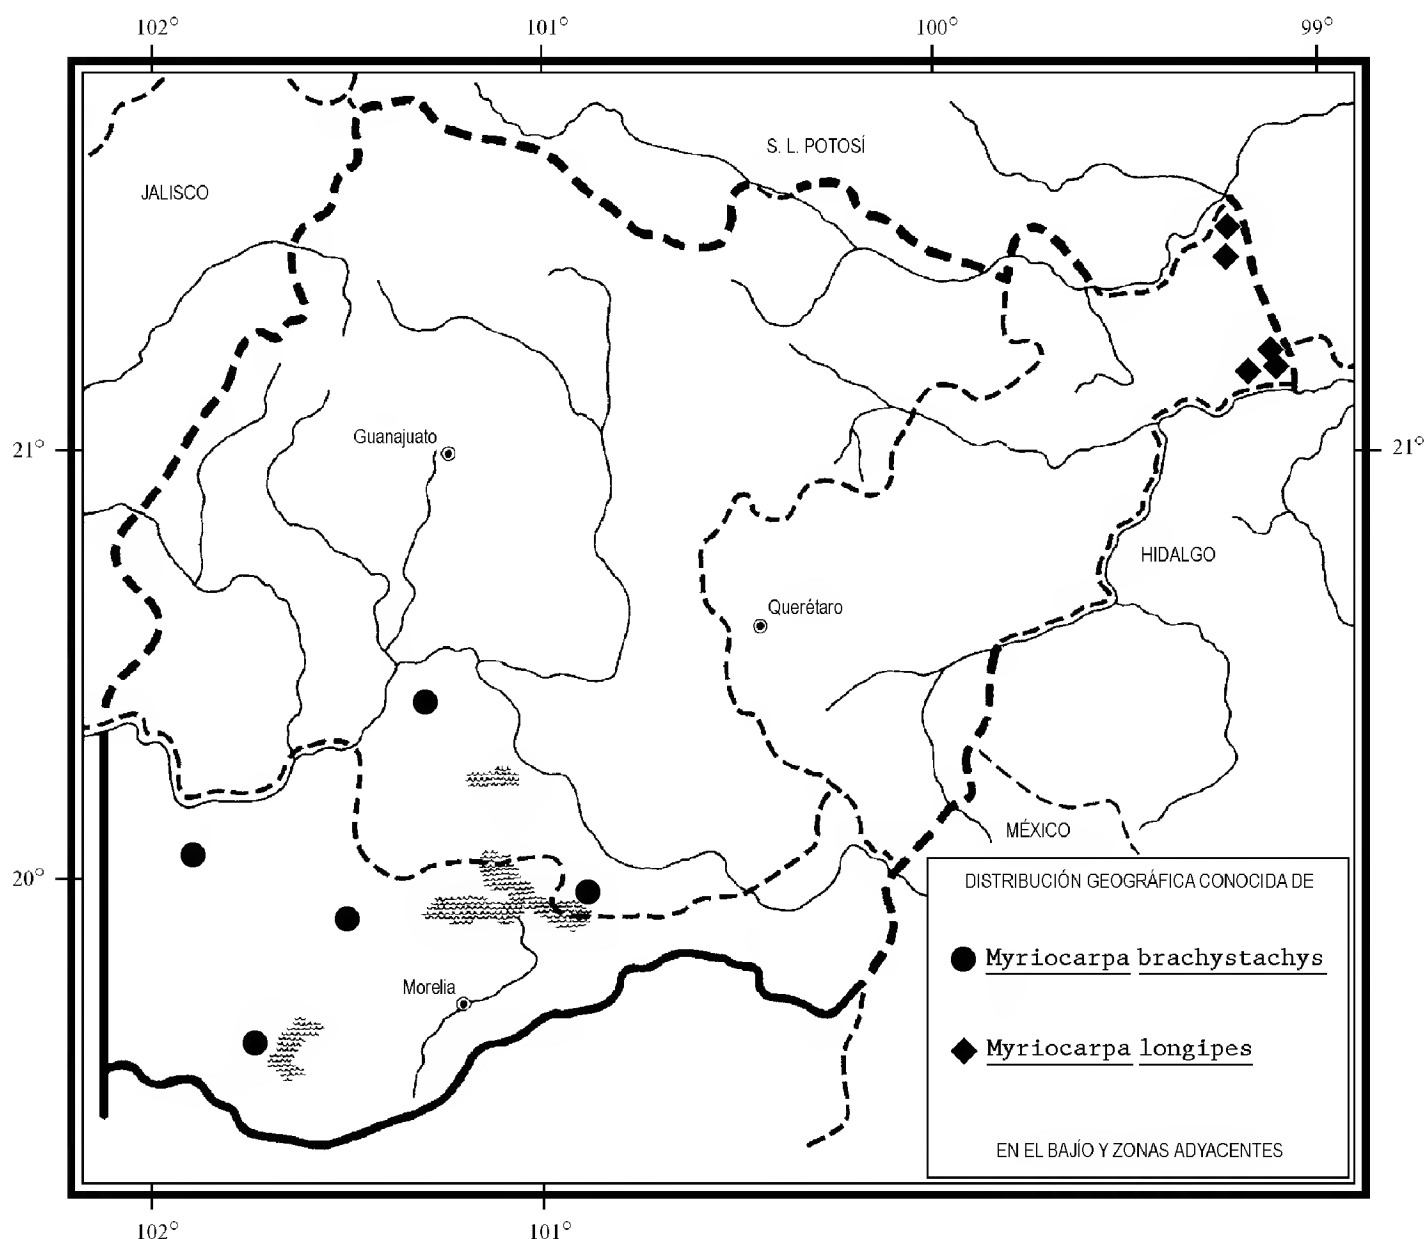 102° 101° 100° 99°
S. L. POTOSÍ
JALISCO
Guanajuato
21° 21°
HIDALGO
Querétaro
MÉXICO
20°
DISTRIBUCIÓN GEOGRÁFICA CONOCIDA DE
Myriocarpa brachystachys
Morelia
Myriocarpa longipes
EN EL BAJÍO Y ZONAS ADYACENTES
102° 101°